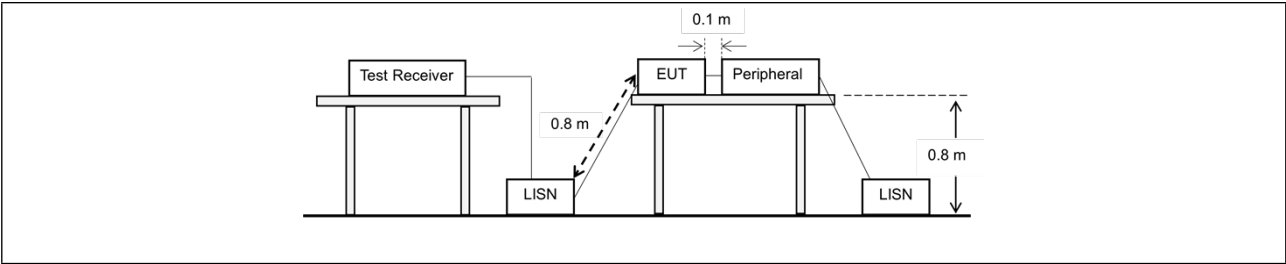 0.1 m
Test Receiver
EUT
Peripheral
0.8 m
0.8 m
LISN
LISN